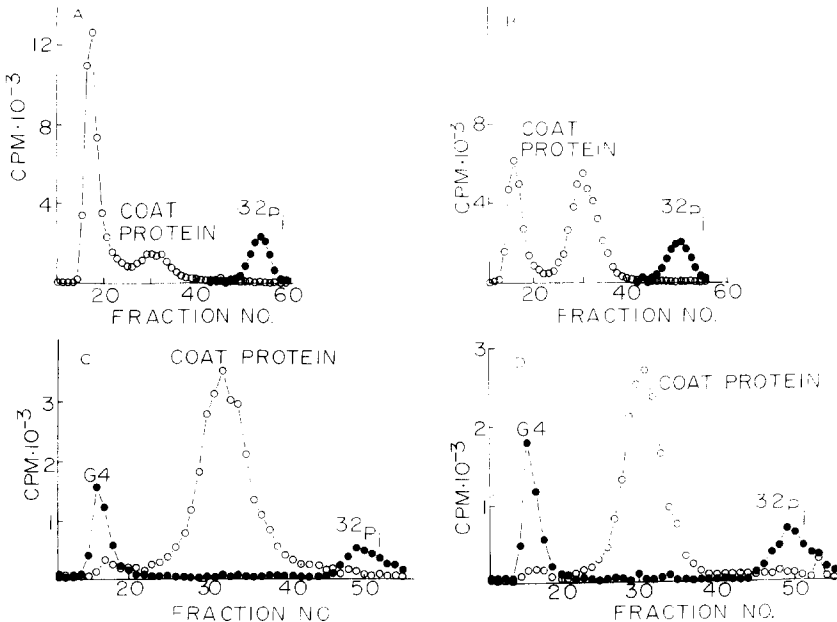 A
12
8
4
CPM·10-3
COAT
PROTEIN
32Pi
20
40
60
FRACTION NO.
8
4
CPM·10-3
COAT
PROTEIN
32Pi
20
40
60
FRACTION NO.
C
COAT PROTEIN
3
2
1
CPM·10-3
G4
32Pi
20
30
40
50
FRACTION NO
D
3
2
1
CPM·10-3
COAT PROTEIN
G4
32Pi
20
30
40
50
FRACTION NO.